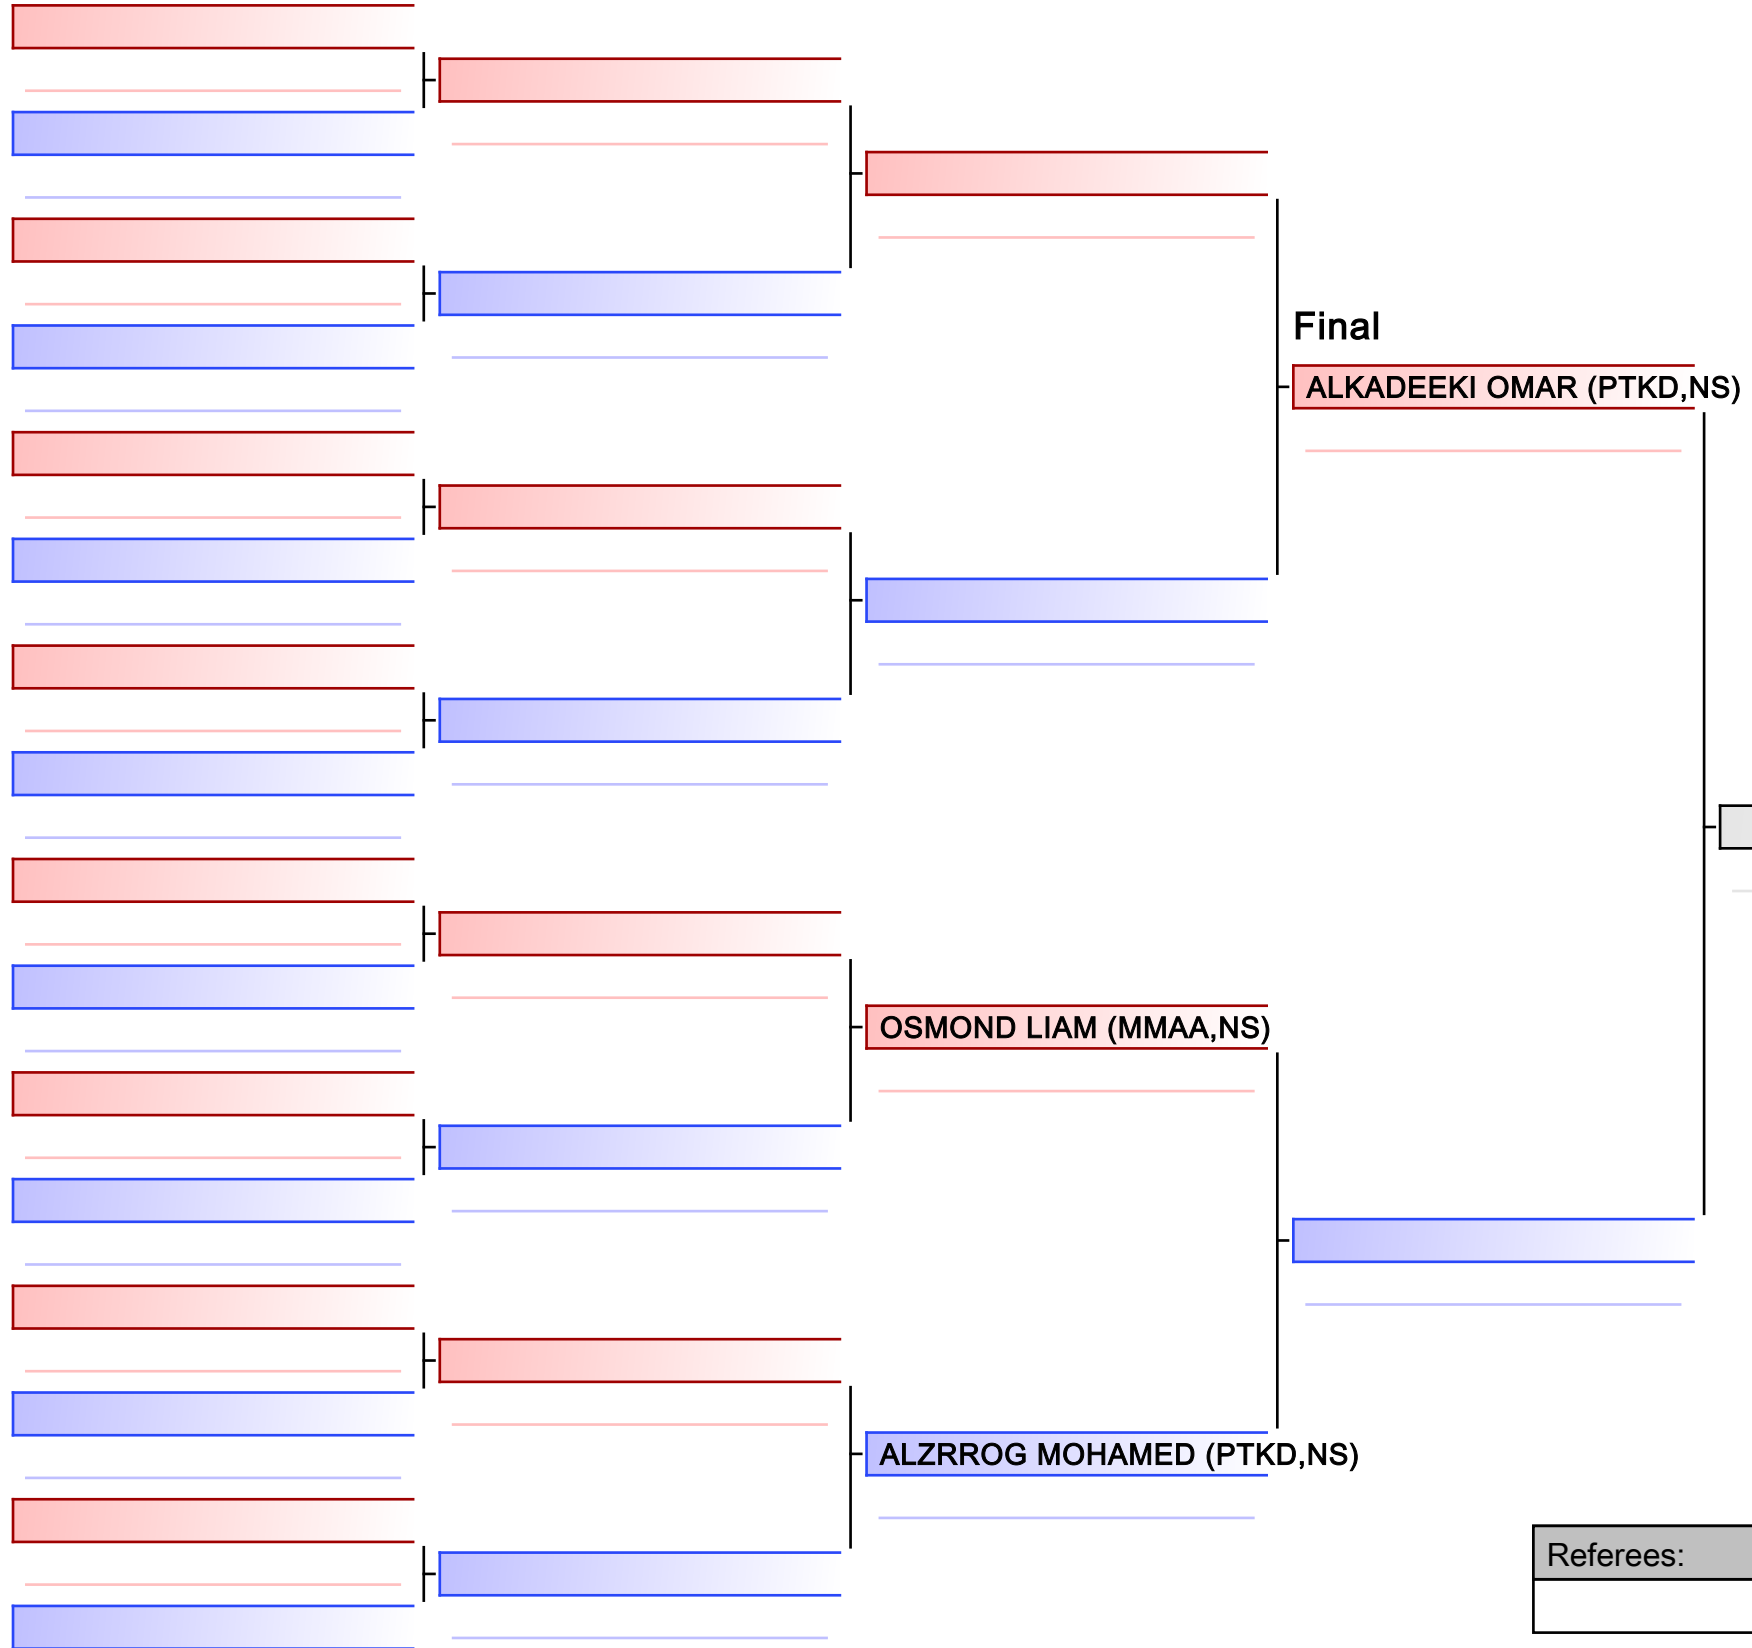 Final
ALKADEEKI OMAR (PTKD,NS)
OSMOND LIAM (MMAA,NS)
ALZRROG MOHAMED (PTKD,NS)
Referees: